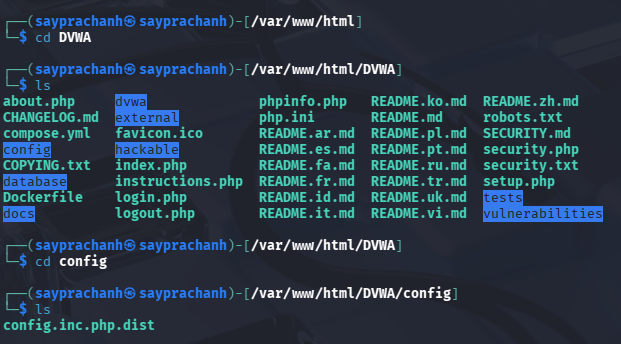 ┌──(sayprachanh㉿sayprachanh)-[/var/www/html]
└─$ cd DVWA
┌──(sayprachanh㉿sayprachanh)-[/var/www/html/DVWA]
└─$ ls
about.php dvwa phpinfo.php README.ko.md README.zh.md
CHANGELOG.md external php.ini README.md robots.txt
compose.yml favicon.ico README.ar.md README.pl.md SECURITY.md
config hackable README.es.md README.pt.md security.php
COPYING.txt index.php README.fa.md README.ru.md security.txt
database instructions.php README.fr.md README.tr.md setup.php
Dockerfile login.php README.id.md README.uk.md tests
docs logout.php README.it.md README.vi.md vulnerabilities
┌──(sayprachanh㉿sayprachanh)-[/var/www/html/DVWA]
└─$ cd config
┌──(sayprachanh㉿sayprachanh)-[/var/www/html/DVWA/config]
└─$ ls
config.inc.php.dist